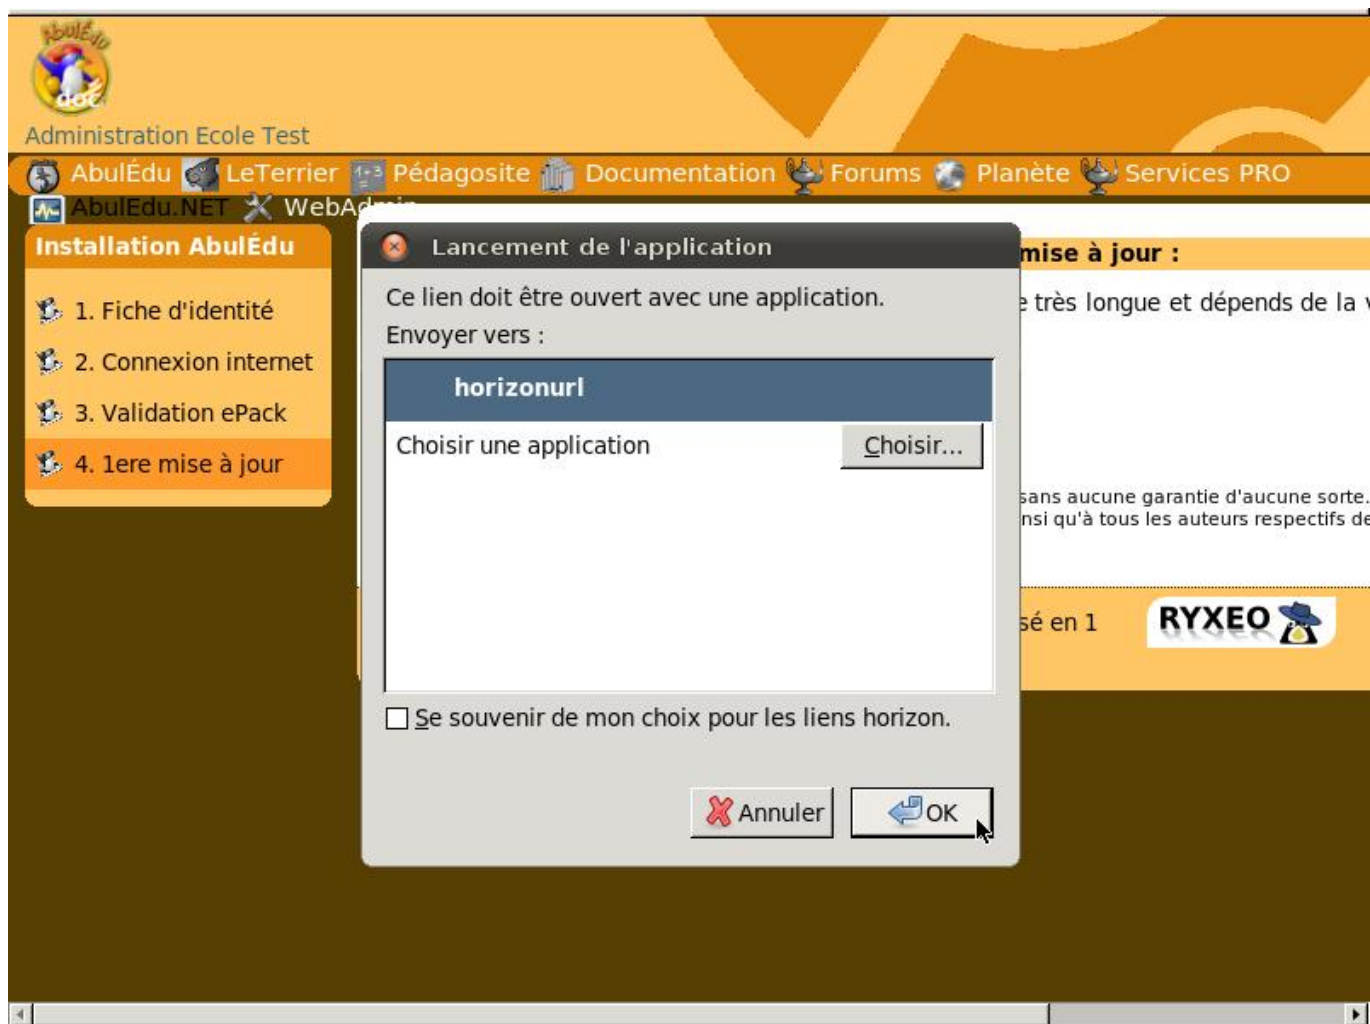 AbulÉdu
doc
Administration Ecole Test
AbulÉdu LeTerrier Pédagosite Documentation Forums Planète Services PRO
AbulEdu.NET WebAdmin
Installation AbulÉdu
1. Fiche d'identité
2. Connexion internet
3. Validation ePack
4. 1ere mise à jour
Lancement de l'application
Ce lien doit être ouvert avec une application.
Envoyer vers :
horizonurl
Choisir une application
Choisir...
Se souvenir de mon choix pour les liens horizon.
Annuler
OK
mise à jour :
très longue et dépends de la
sans aucune garantie d'aucune sorte.
nsi qu'à tous les auteurs respectifs de
sé en 1
RYXEO